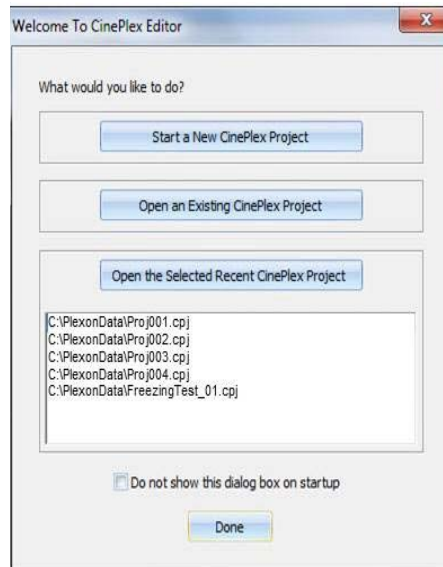 Welcome To CinePlex Editor
X
What would you like to do?
Start a New CinePlex Project
Open an Existing CinePlex Project
Open the Selected Recent CinePlex Project
C:\PlexonData\Proj001.cpj
C:\PlexonData\Proj002.cpj
C:\PlexonData\Proj003.cpj
C:\PlexonData\Proj004.cpj
C:\PlexonData\FreezingTest_01.cpj
Do not show this dialog box on startup
Done